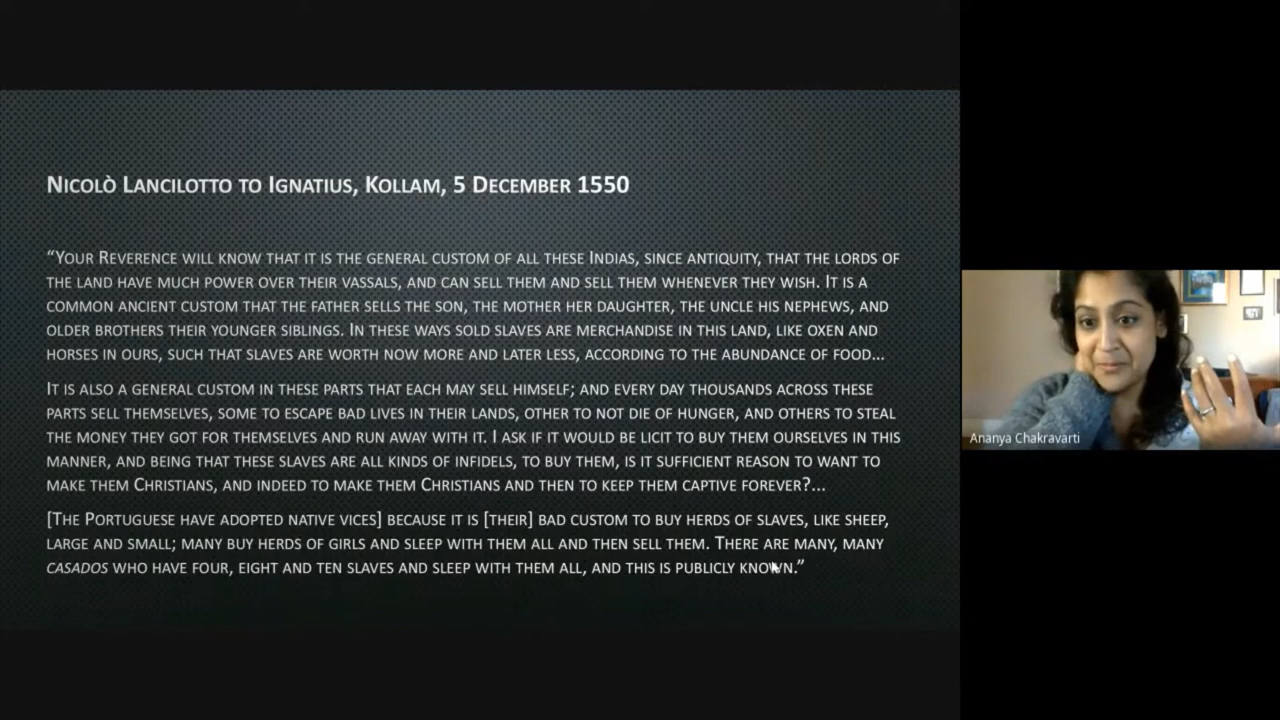 Nicolò Lancilotto to Ignatius, Kollam, 5 December 1550
“Your Reverence will know that it is the general custom of all these Indias, since antiquity, that the lords of
the land have much power over their vassals, and can sell them and sell them whenever they wish. It is a
common ancient custom that the father sells the son, the mother her daughter, the uncle his nephews, and
older brothers their younger siblings. In these ways sold slaves are merchandise in this land, like oxen and
horses in ours, such that slaves are worth now more and later less, according to the abundance of food...
It is also a general custom in these parts that each may sell himself; and every day thousands across these
parts sell themselves, some to escape bad lives in their lands, other to not die of hunger, and others to steal
the money they got for themselves and run away with it. I ask if it would be licit to buy them ourselves in this
manner, and being that these slaves are all kinds of infidels, to buy them, is it sufficient reason to want to
make them Christians, and indeed to make them Christians and then to keep them captive forever?...
[The Portuguese have adopted native vices] because it is [their] bad custom to buy herds of slaves, like sheep,
large and small; many buy herds of girls and sleep with them all and then sell them. There are many, many
casados who have four, eight and ten slaves and sleep with them all, and this is publicly known.”
Ananya Chakravarti